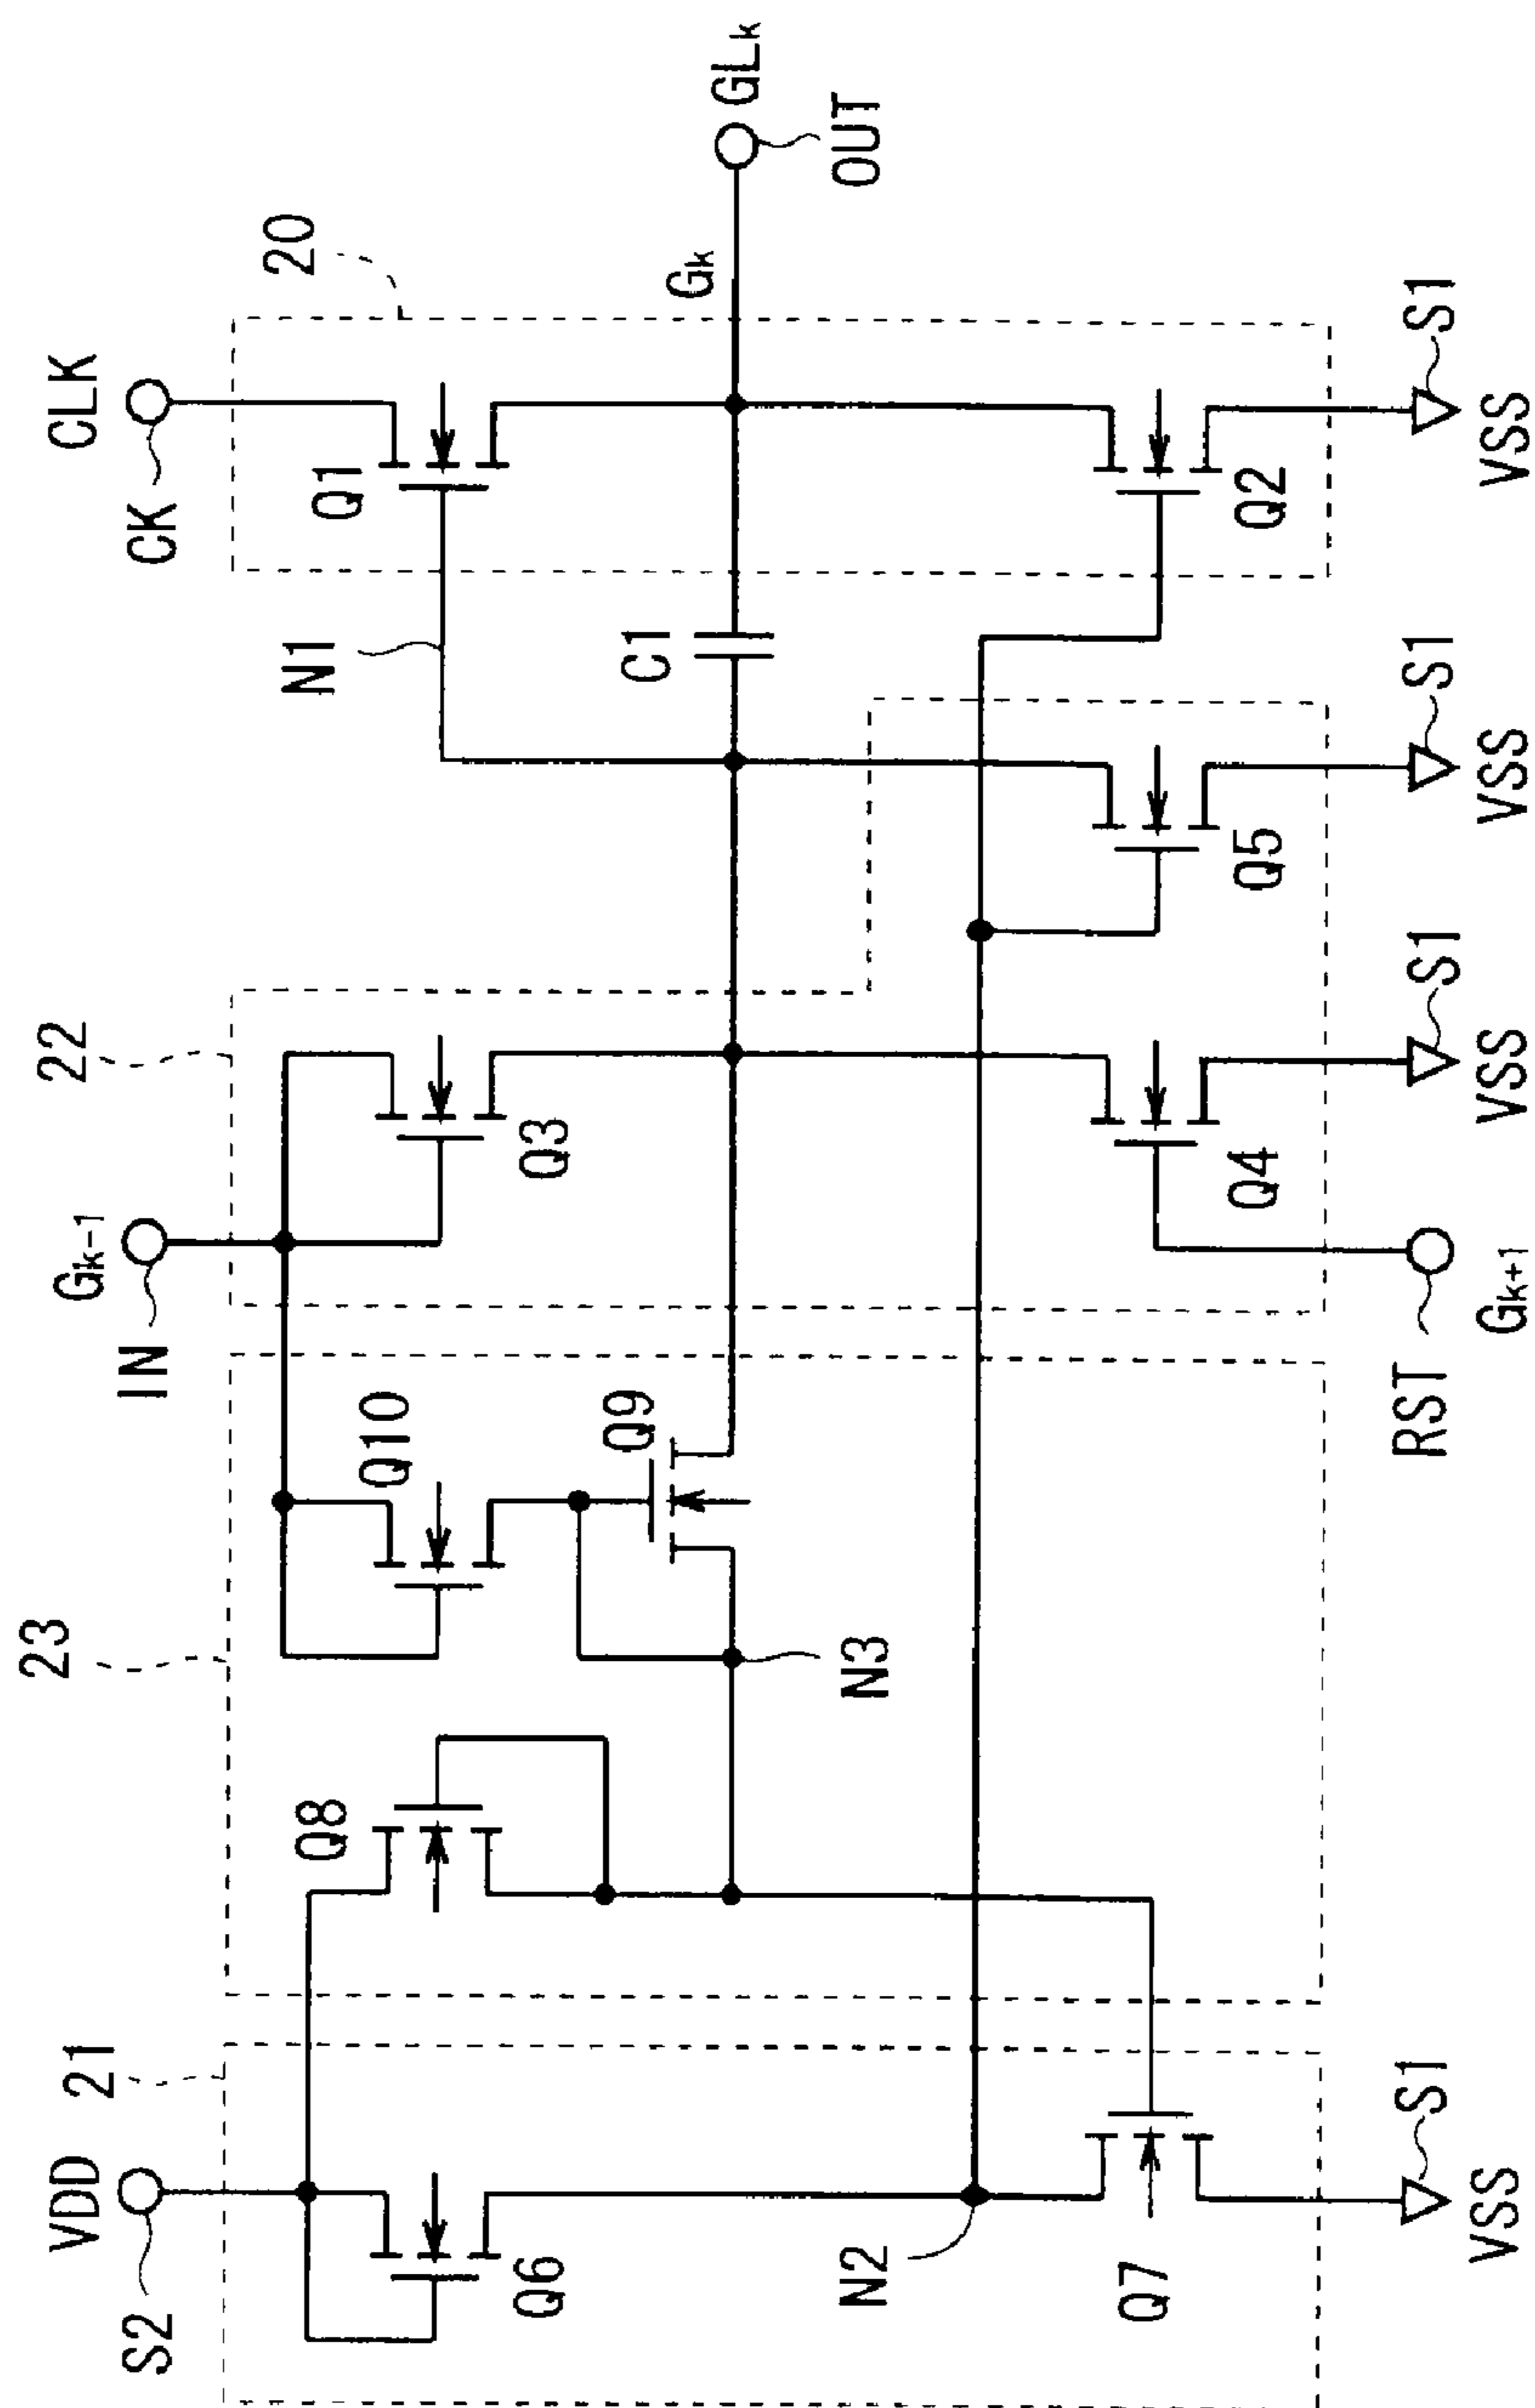 VDD
S2
21
Q6
N2
Q7
S1
VSS
23
Q8
N3
Q10
Q9
Gk-1
IN
22
Q3
Q4
RST
Gk+1
S1
VSS
Q5
S1
VSS
N1
C1
CLK
CK
Q1
20
Q2
S1
VSS
Gk
GLk
OUT